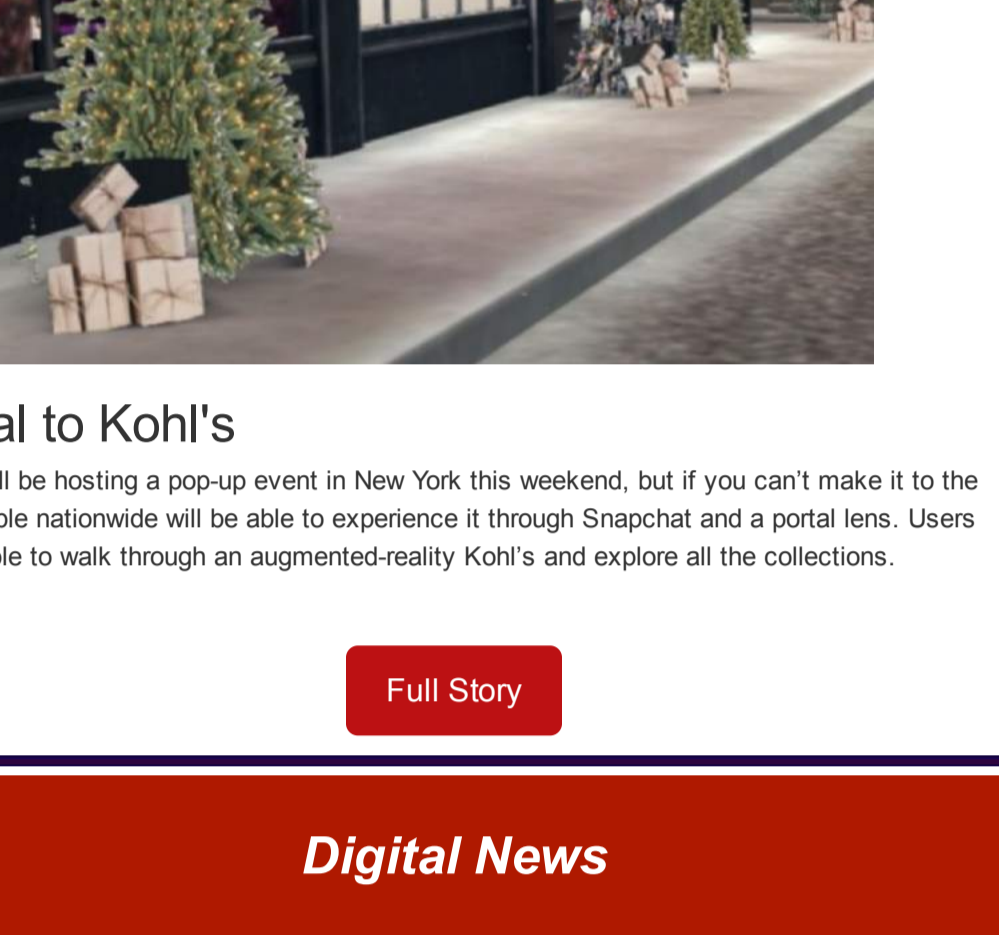 al to Kohl's
ll be hosting a pop-up event in New York this weekend, but if you can’t make it to the
ple nationwide will be able to experience it through Snapchat and a portal lens. Users
le to walk through an augmented-reality Kohl’s and explore all the collections.
Full Story
Digital News